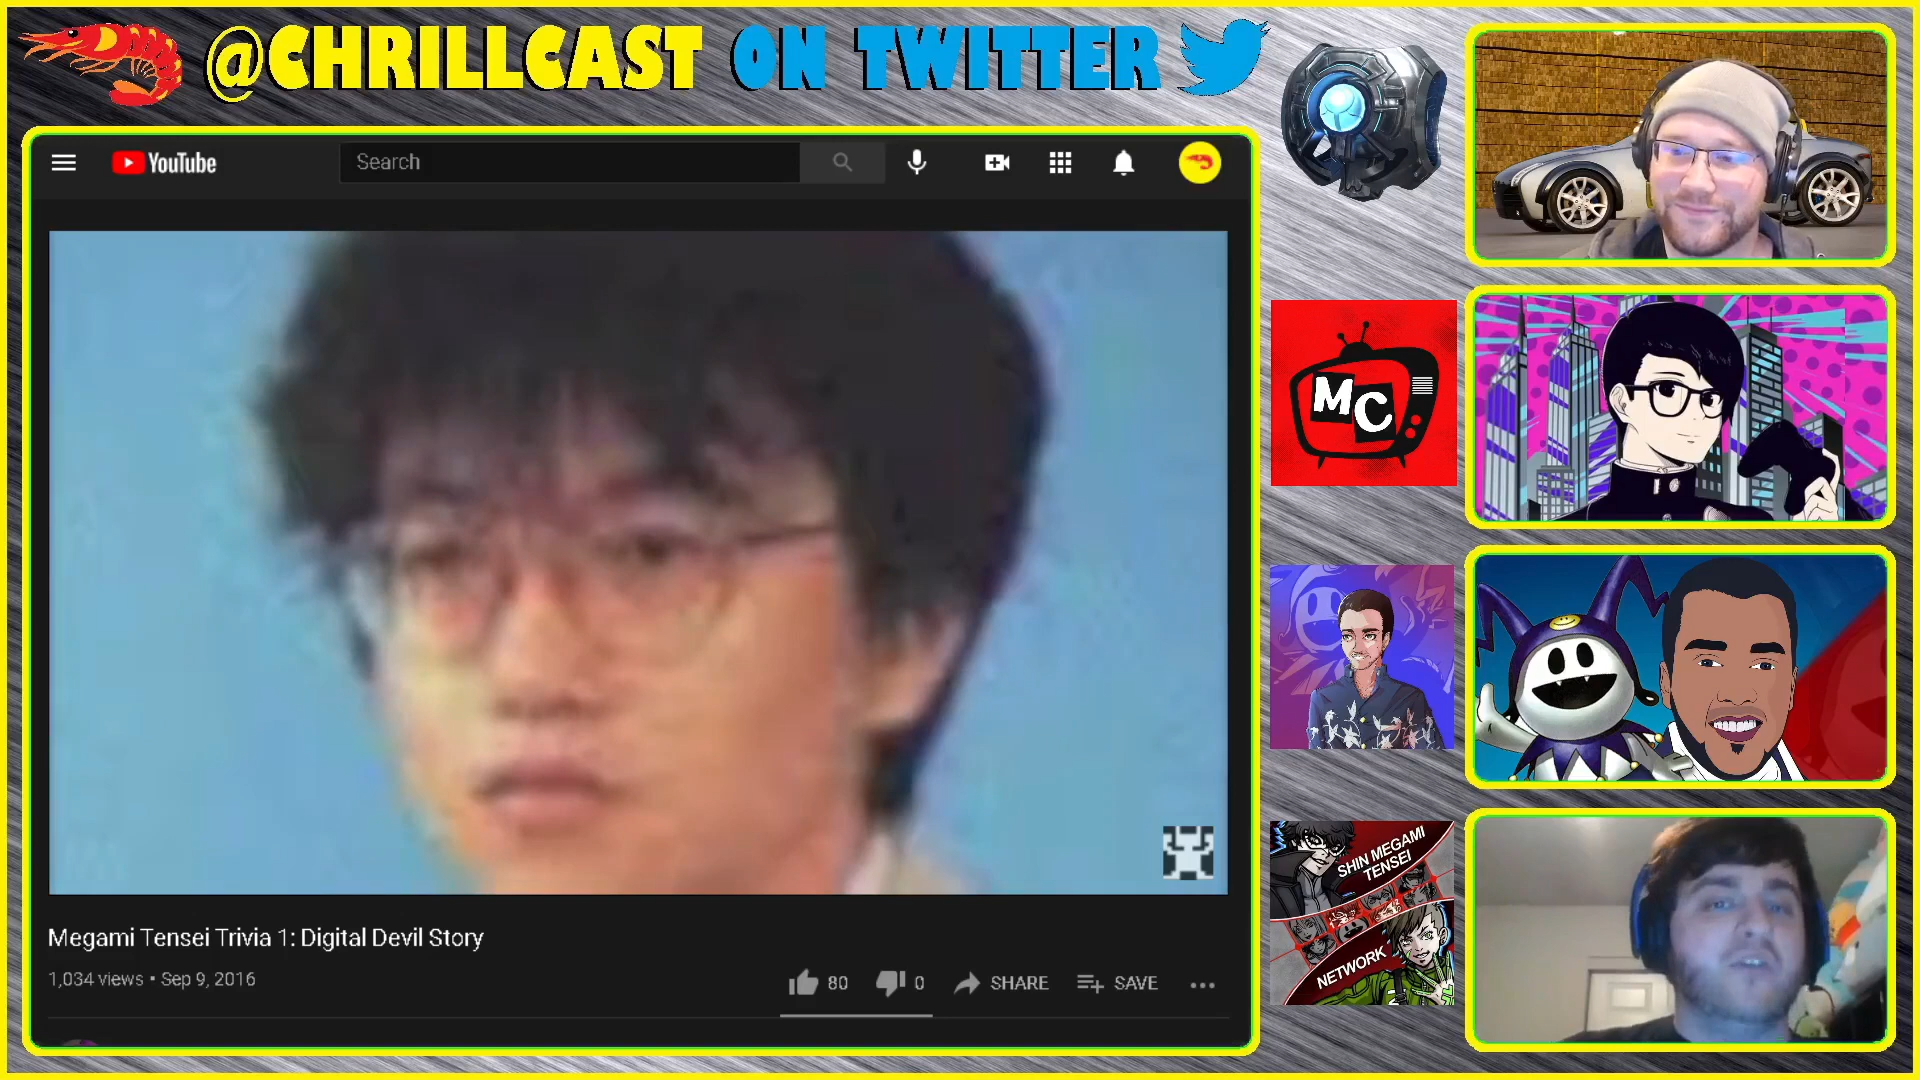 @CHRILLCAST ON TWITTER
YouTube
Search
MC
SHIN MEGAMI
TENSEI
NETWORK
Megami Tensei Trivia 1: Digital Devil Story
1,034 views • Sep 9, 2016
80
0
SHARE
SAVE